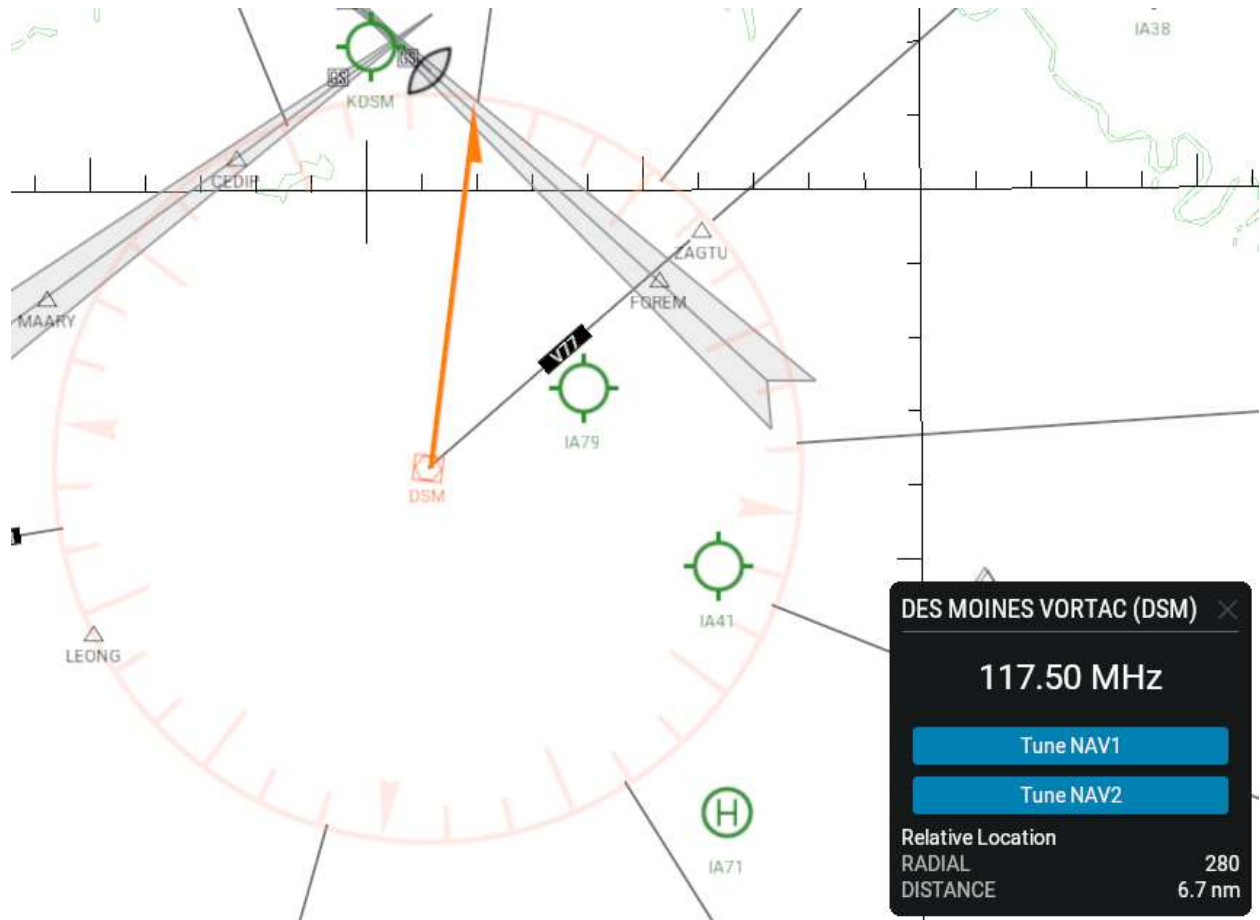 IA38
GS
GS
KDSM
CEDIP
ZAGTU
FOREM
MAARY
V77
IA79
DSM
IA41
LEONG
IA71
DES MOINES VORTAC (DSM)
117.50 MHz
Tune NAV1
Tune NAV2
Relative Location
RADIAL 280
DISTANCE 6.7 nm